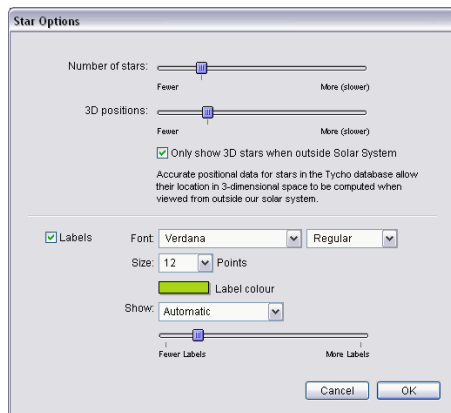 Star Options
Number of stars:
Fewer More (slower)
3D positions:
Fewer More (slower)
Only show 3D stars when outside Solar System
Accurate positional data for stars in the Tycho database allow
their location in 3-dimensional space to be computed when
viewed from outside our solar system.
Labels Font: Verdana Regular
Size: 12 Points
Label colour
Show: Automatic
Fewer Labels More Labels
Cancel OK